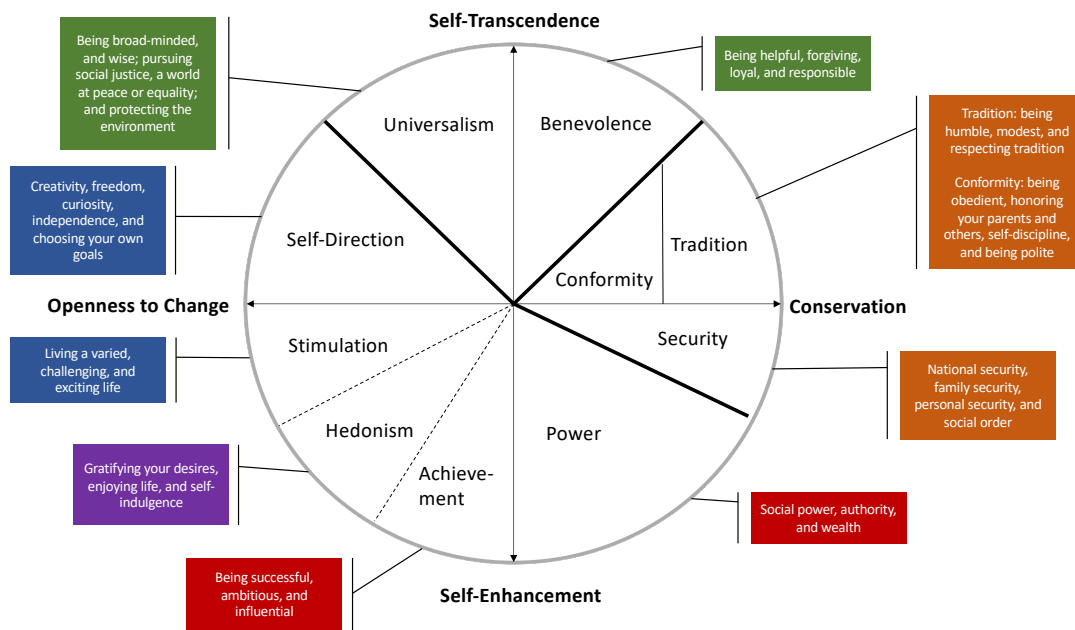 Self-Transcendence
Being broad-minded,
and wise; pursuing
social justice, a world
at peace or equality;
and protecting the
environment
Being helpful, forgiving,
loyal, and responsible
Universalism
Benevolence
Tradition: being
humble, modest, and
respecting tradition
Conformity: being
obedient, honoring
your parents and
others, self-discipline,
and being polite
Creativity, freedom,
curiosity,
independence, and
choosing your own
goals
Self-Direction
Tradition
Conformity
Openness to Change
Conservation
Stimulation
Security
Living a varied,
challenging, and
exciting life
National security,
family security,
personal security, and
social order
Hedonism
Power
Achieve-
ment
Gratifying your desires,
enjoying life, and self-
indulgence
Social power, authority,
and wealth
Being successful,
ambitious, and
influential
Self-Enhancement